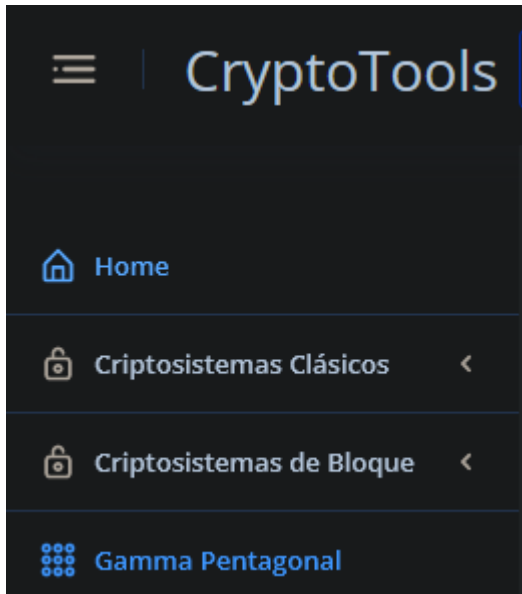 CryptoTools
Home
Criptosistemas Clásicos
Criptosistemas de Bloque
Gamma Pentagonal